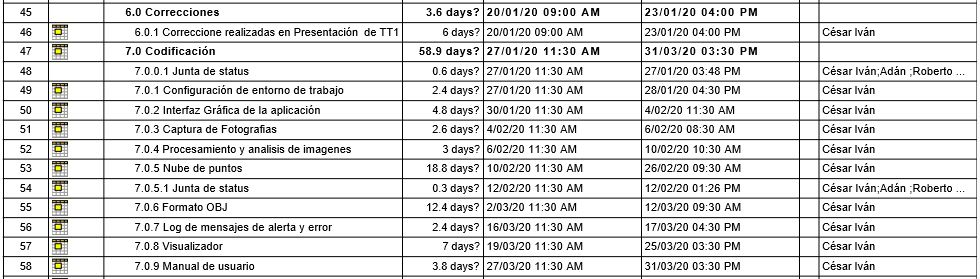 45 6.0 Correcciones 3.6 days? 20/01/20 09:00 AM 23/01/20 04:00 PM
46 6.0.1 Correccione realizadas en Presentación de TT1 6 days? 20/01/20 09:00 AM 23/01/20 04:00 PM César Iván
47 7.0 Codificación 58.9 days? 27/01/20 11:30 AM 31/03/20 03:30 PM
48 7.0.0.1 Junta de status 0.6 days? 27/01/20 11:30 AM 27/01/20 03:48 PM César Iván;Adán ;Roberto ...
49 7.0.1 Configuración de entorno de trabajo 2.4 days? 27/01/20 11:30 AM 28/01/20 04:30 PM César Iván
50 7.0.2 Interfaz Gráfica de la aplicación 4.8 days? 30/01/20 11:30 AM 4/02/20 11:30 AM César Iván
51 7.0.3 Captura de Fotografias 2.6 days? 4/02/20 11:30 AM 6/02/20 08:30 AM César Iván
52 7.0.4 Procesamiento y analisis de imagenes 3 days? 6/02/20 11:30 AM 10/02/20 10:30 AM César Iván
53 7.0.5 Nube de puntos 18.8 days? 10/02/20 11:30 AM 26/02/20 09:30 AM César Iván
54 7.0.5.1 Junta de status 0.3 days? 12/02/20 11:30 AM 12/02/20 01:26 PM César Iván;Adán ;Roberto ...
55 7.0.6 Formato OBJ 12.4 days? 2/03/20 11:30 AM 12/03/20 09:30 AM César Iván
56 7.0.7 Log de mensajes de alerta y error 2.4 days? 16/03/20 11:30 AM 17/03/20 04:30 PM César Iván
57 7.0.8 Visualizador 7 days? 19/03/20 11:30 AM 25/03/20 03:30 PM César Iván
58 7.0.9 Manual de usuario 3.8 days? 27/03/20 11:30 AM 31/03/20 03:30 PM César Iván